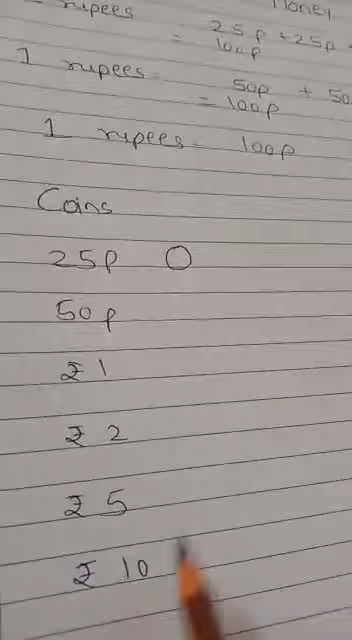 Money
rupees 25p + 25p +
= 100p
1 rupees 50p + 50
= 100p
1 rupees 100p
Coins
25p
50p
₹ 1
₹ 2
₹ 5
₹ 10